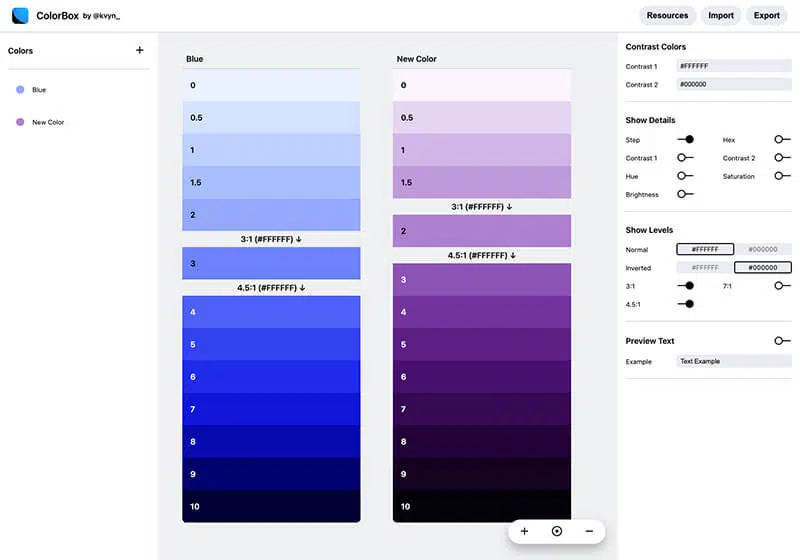 ColorBox by @kvyn_
Resources Import Export
Colors
Blue
New Color
Blue
0
0.5
1
1.5
2
3:1 (#FFFFFF) ↓
3
4.5:1 (#FFFFFF) ↓
4
5
6
7
8
9
10
New Color
0
0.5
1
1.5
3:1 (#FFFFFF) ↓
2
4.5:1 (#FFFFFF) ↓
3
4
5
6
7
8
9
10
Contrast Colors
Contrast 1 #FFFFFF
Contrast 2 #000000
Show Details
Step Hex
Contrast 1 Contrast 2
Hue Saturation
Brightness
Show Levels
Normal #FFFFFF #000000
Inverted #FFFFFF #000000
3:1 7:1
4.5:1
Preview Text
Example Text Example